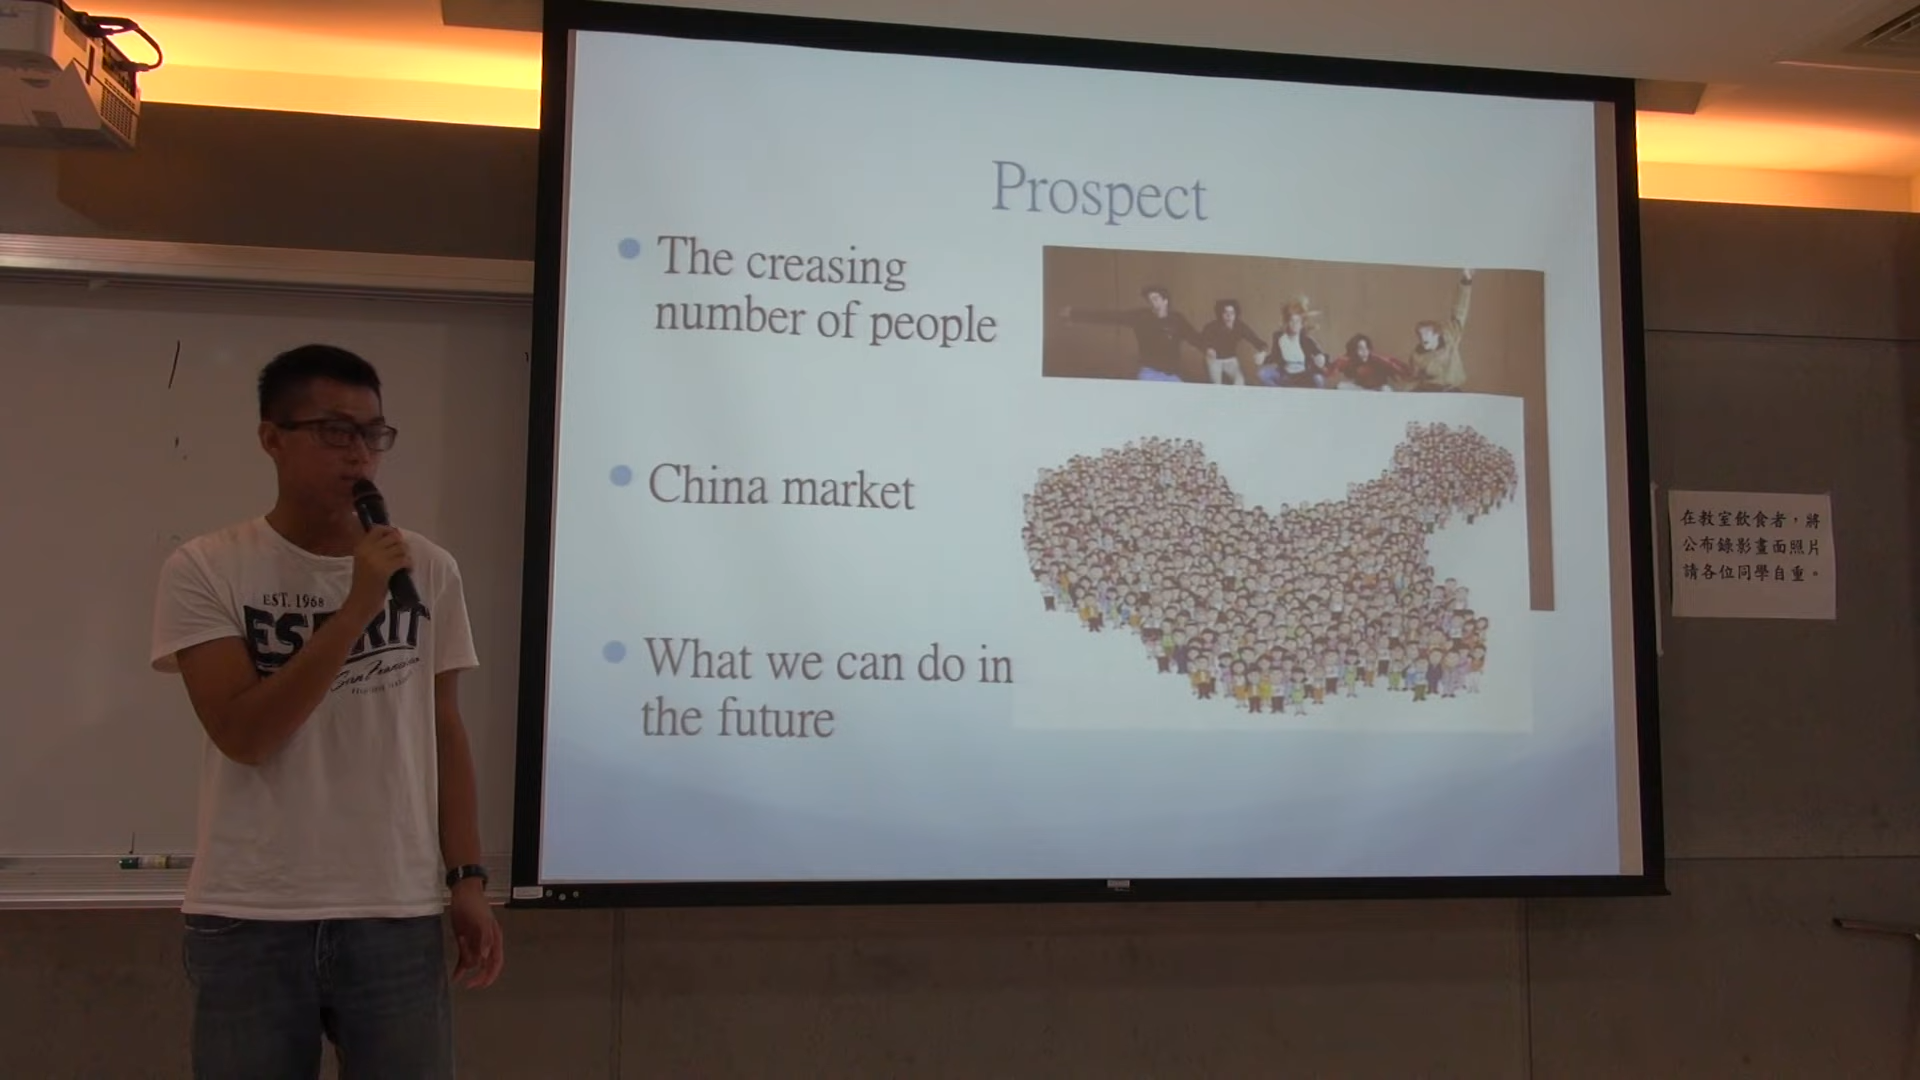 Prospect
The creasing
number of people
China market
What we can do in
the future
EST. 1968
ESPRIT
San Francisco
在教室飲食者，將
公布錄影畫面照片
請各位同學自重。